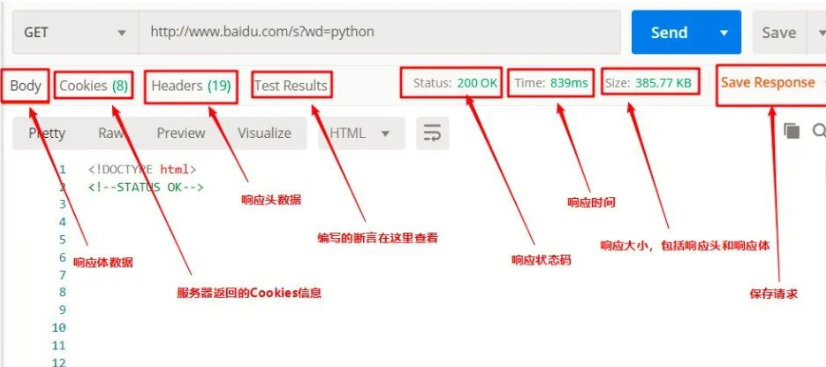 GET http://www.baidu.com/s?wd=python Send Save
Body Cookies (8) Headers (19) Test Results Status: 200 OK Time: 839ms Size: 385.77 KB Save Response
Pretty Raw Preview Visualize HTML
1 <!DOCTYPE html>
2 <!--STATUS OK-->
3
4
5
6
7
8
9
10
11
12
响应头数据
响应时间
编写的断言在这里查看
响应大小，包括响应头和响应体
响应体数据
响应状态码
服务器返回的Cookies信息
保存请求